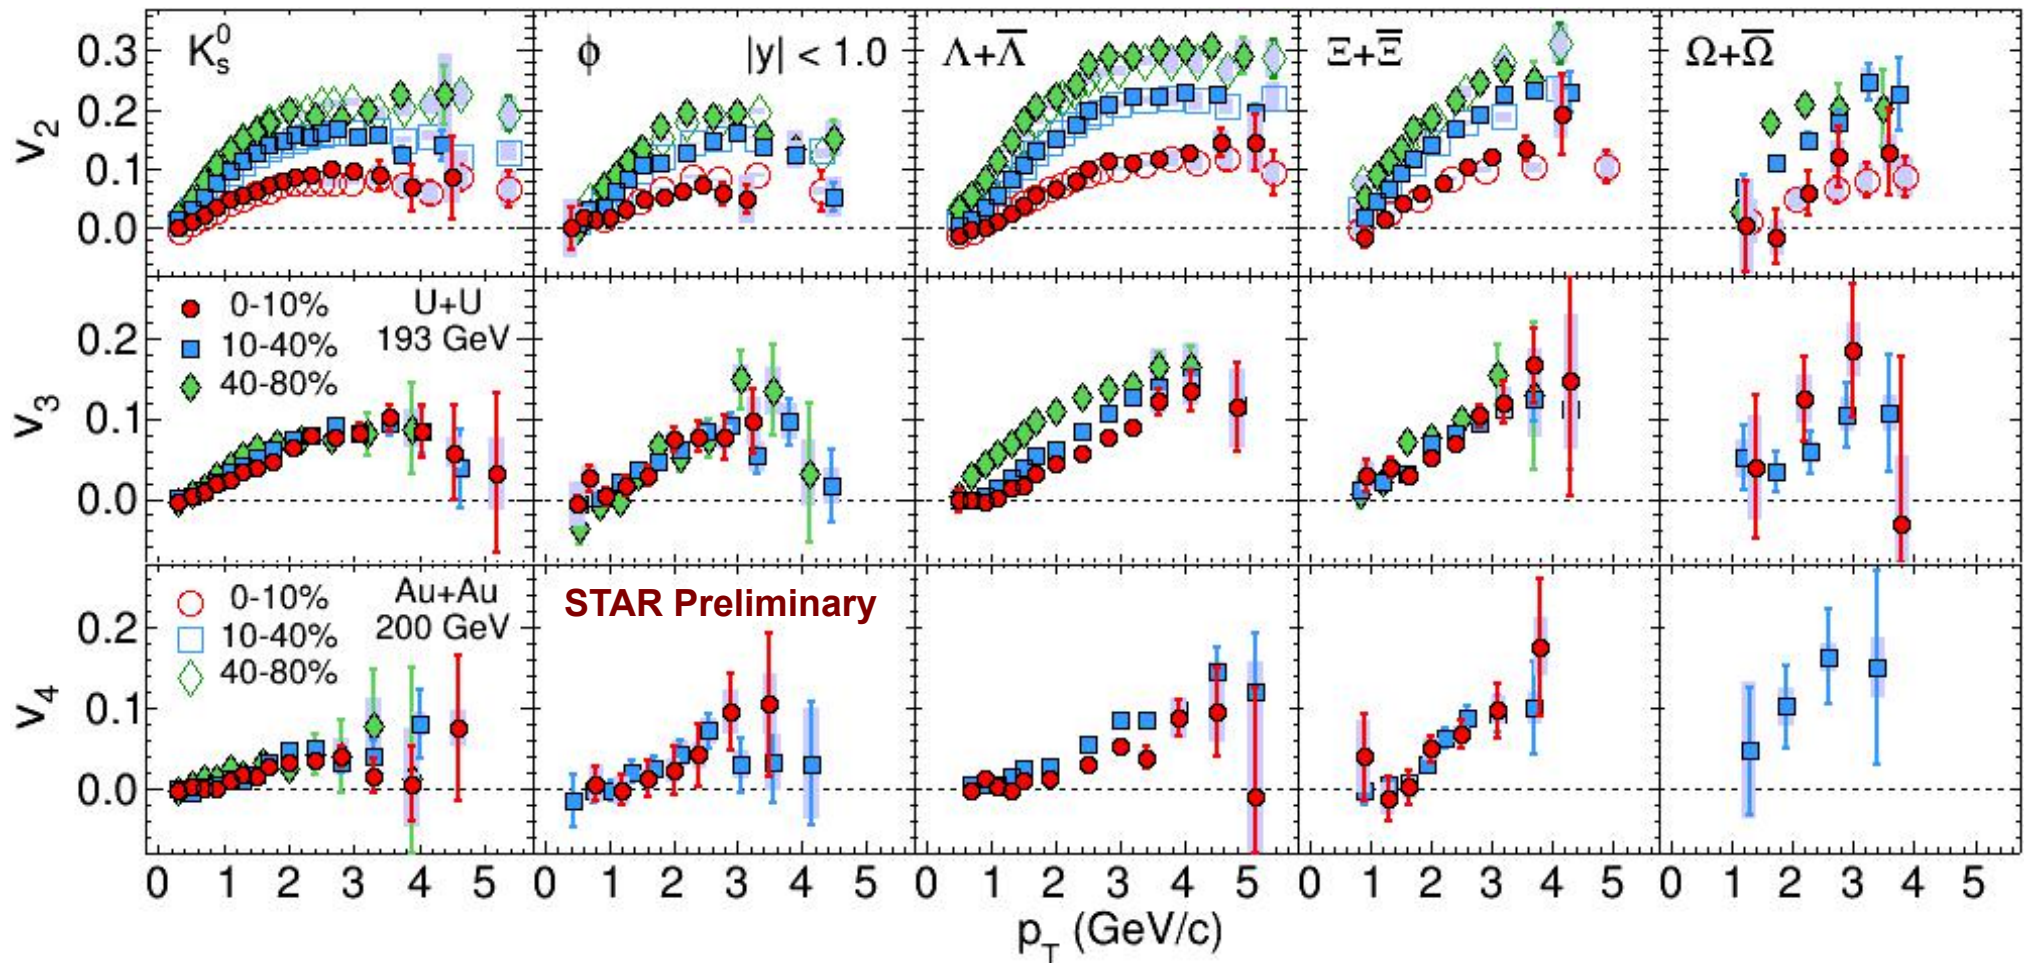 K⁰ₛ
ϕ
|y| < 1.0
Λ+Λ̅
Ξ+Ξ̅
Ω+Ω̅
v₂
0.3
0.2
0.1
0.0
0-10%
10-40%
40-80%
U+U
193 GeV
v₃
0.2
0.1
0.0
0-10%
10-40%
40-80%
Au+Au
200 GeV
STAR Preliminary
v₄
0.2
0.1
0.0
0 1 2 3 4 5
0 1 2 3 4 5
0 1 2 3 4 5
0 1 2 3 4 5
0 1 2 3 4 5
p_T (GeV/c)